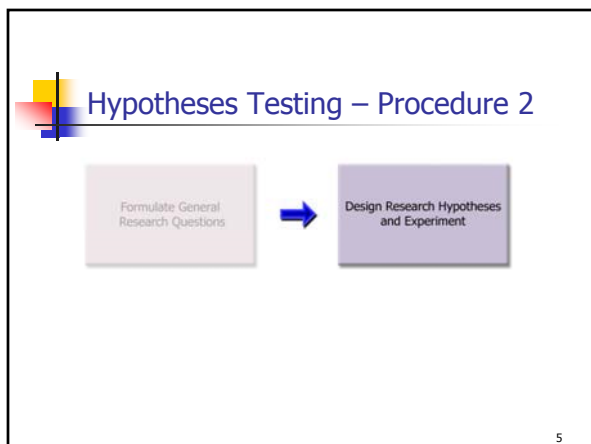 Hypotheses Testing – Procedure 2
Formulate General
Research Questions
Design Research Hypotheses
and Experiment
5